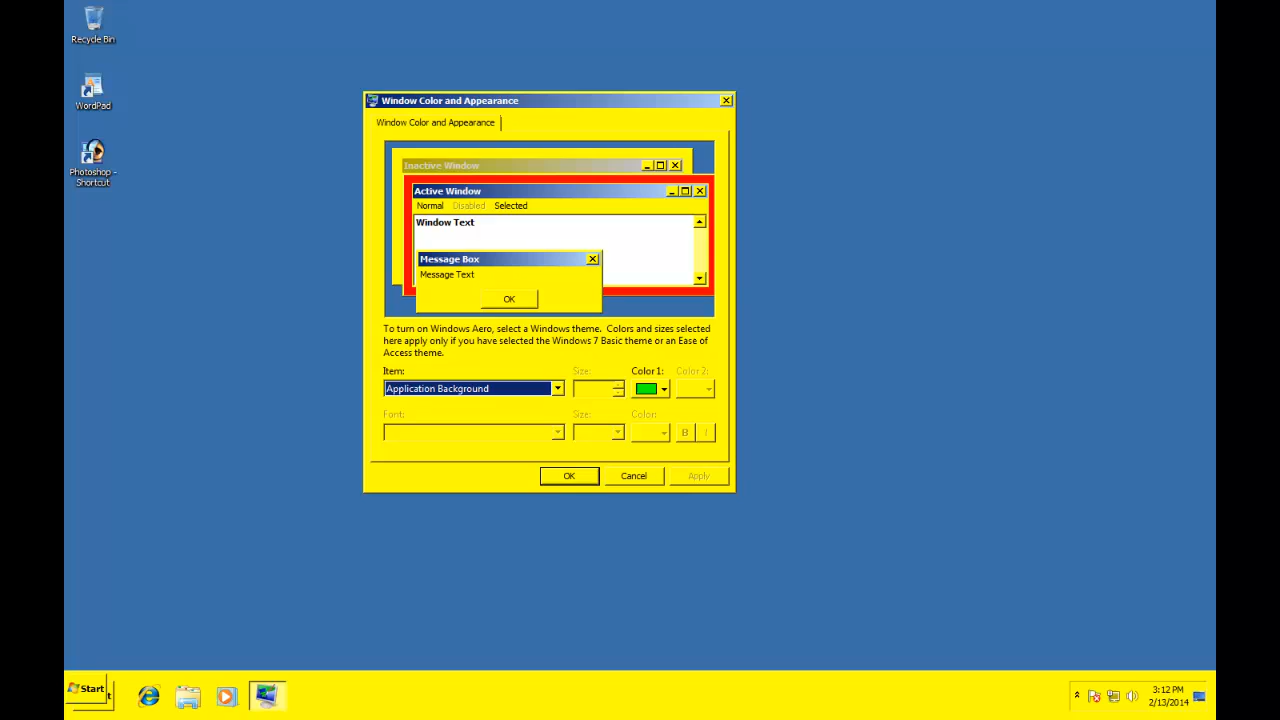 Recycle Bin
WordPad
Photoshop -
Shortcut
Window Color and Appearance
Window Color and Appearance
Inactive Window
Active Window
Normal Disabled Selected
Window Text
Message Box
Message Text
OK
To turn on Windows Aero, select a Windows theme. Colors and sizes selected
here apply only if you have selected the Windows 7 Basic theme or an Ease of
Access theme.
Item: Size: Color 1: Color 2:
Application Background
Font: Size: Color:
B I
OK Cancel Apply
Start
3:12 PM
2/13/2014